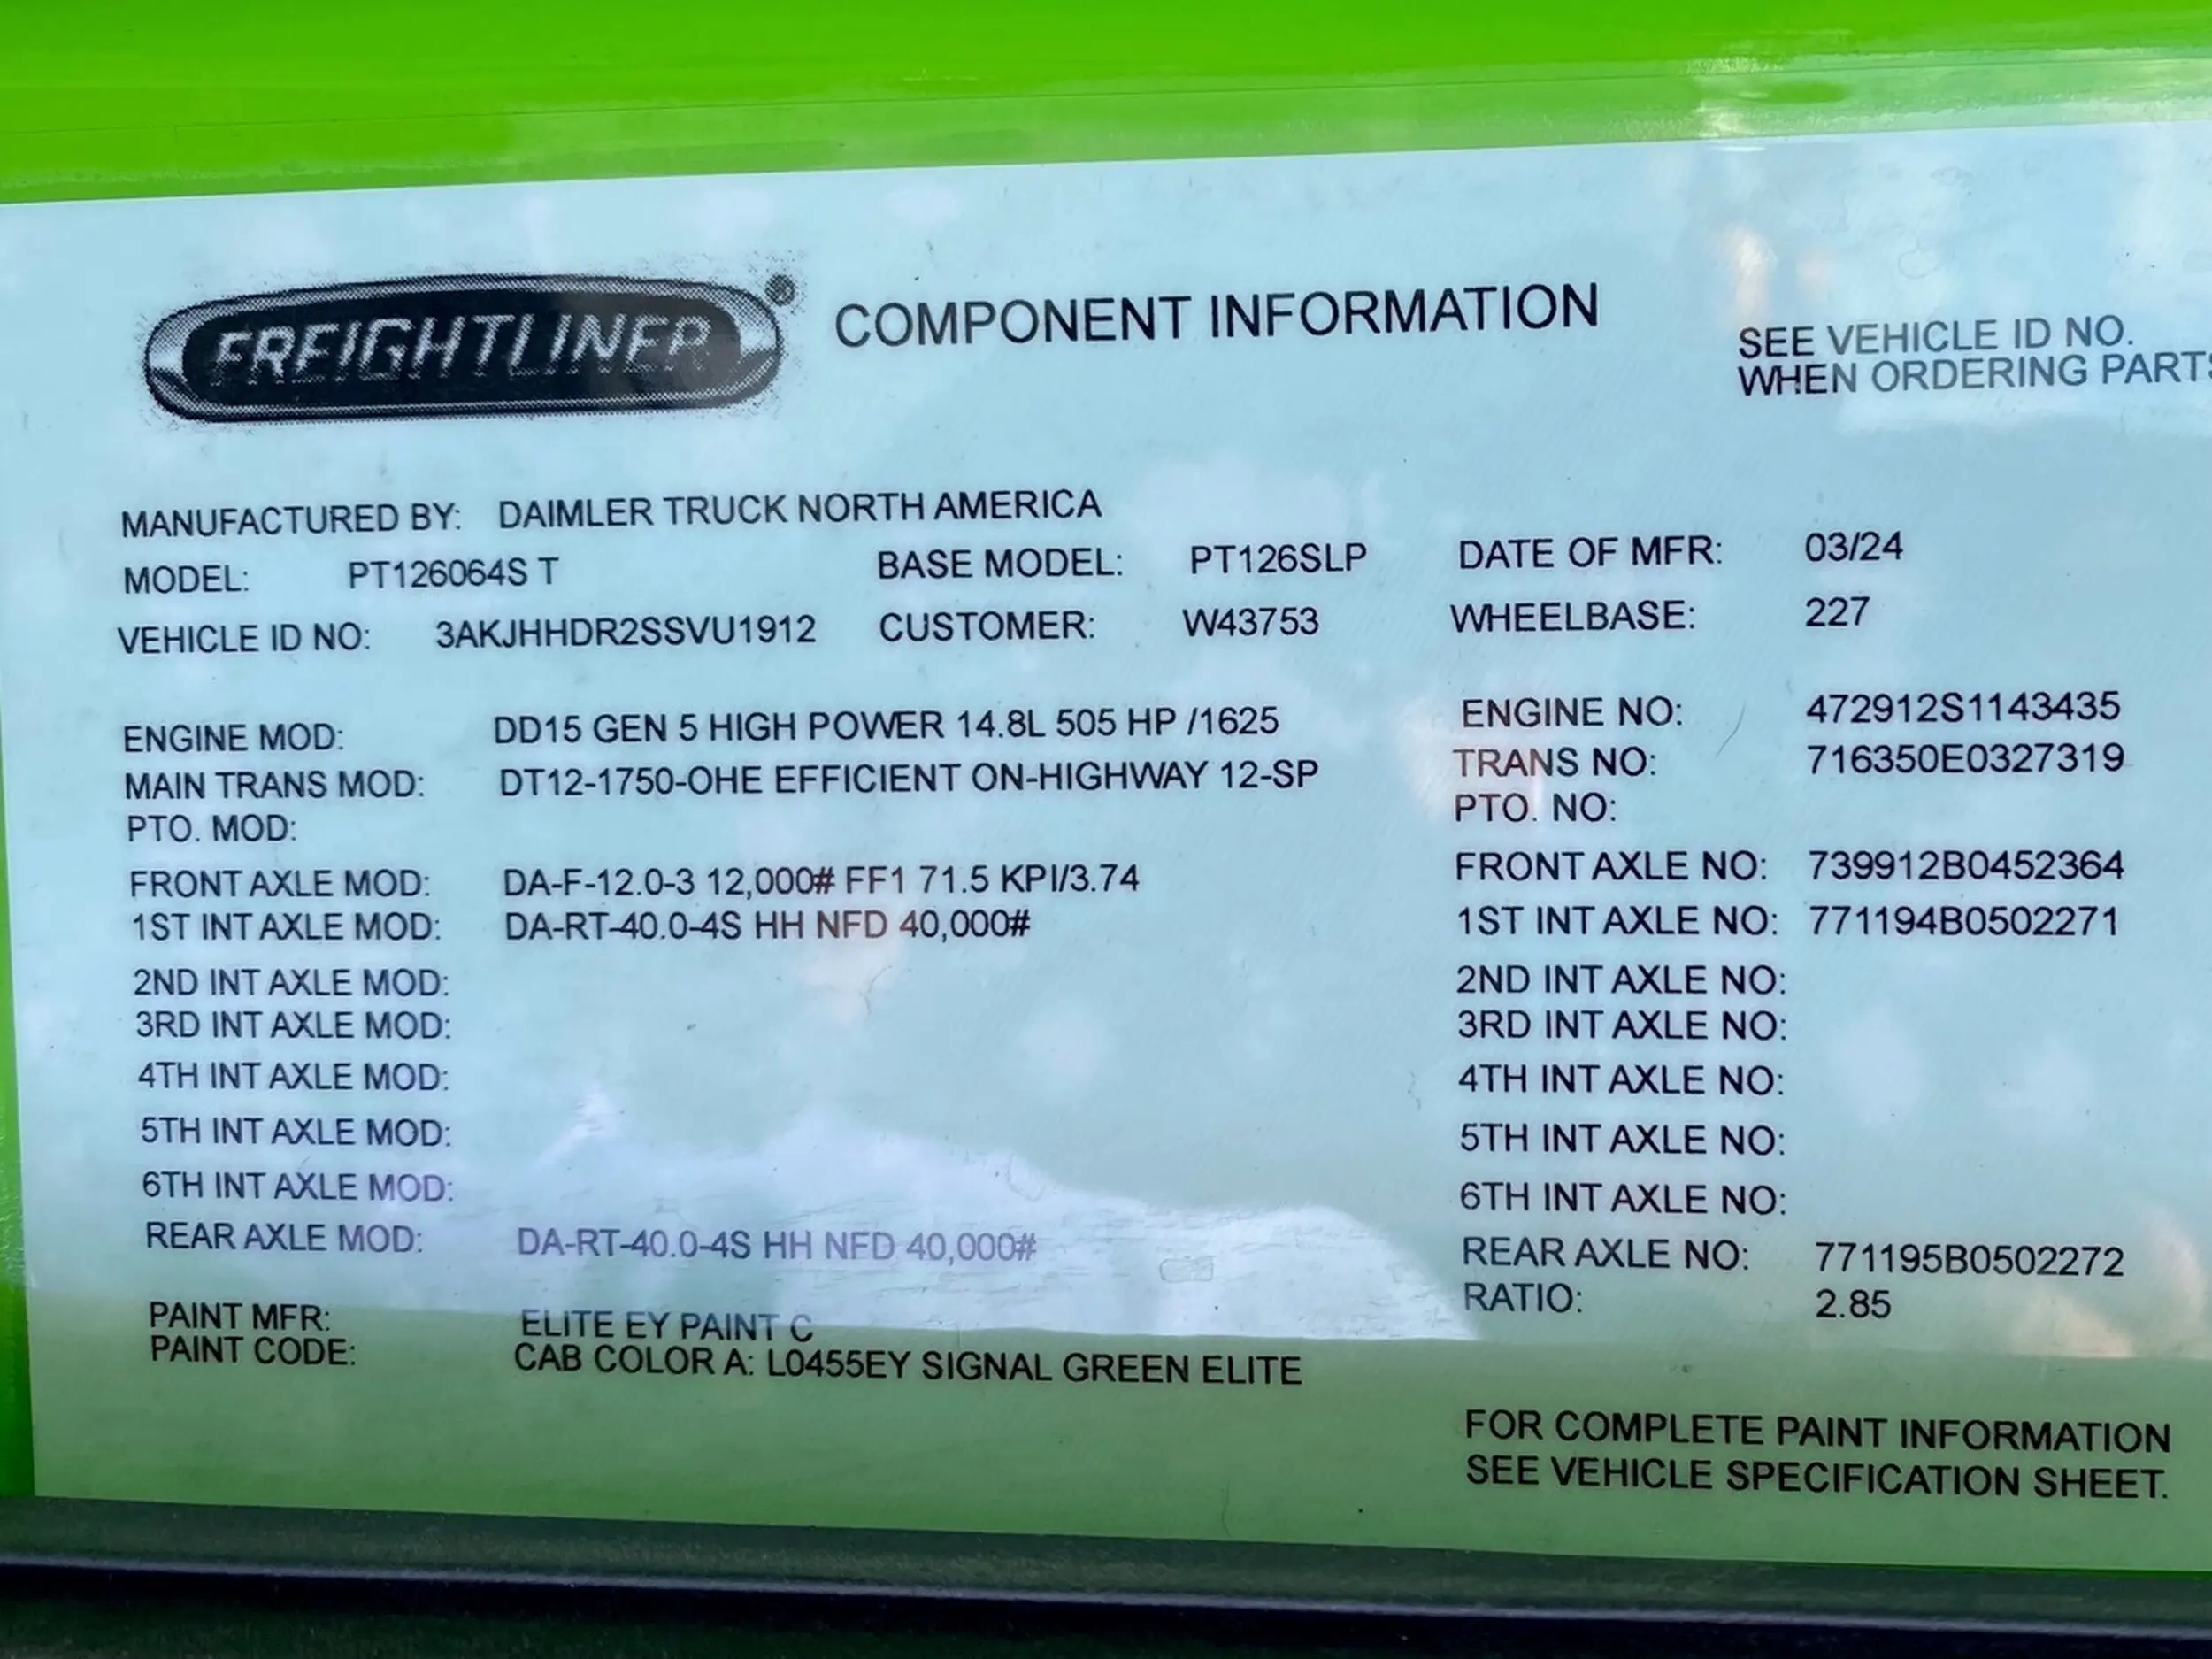 FREIGHTLINER COMPONENT INFORMATION
SEE VEHICLE ID NO.
WHEN ORDERING PARTS
MANUFACTURED BY: DAIMLER TRUCK NORTH AMERICA
MODEL: PT126064S T BASE MODEL: PT126SLP DATE OF MFR: 03/24
VEHICLE ID NO: 3AKJHHDR2SSVU1912 CUSTOMER: W43753 WHEELBASE: 227
ENGINE MOD: DD15 GEN 5 HIGH POWER 14.8L 505 HP /1625 ENGINE NO: 472912S1143435
MAIN TRANS MOD: DT12-1750-OHE EFFICIENT ON-HIGHWAY 12-SP TRANS NO: 716350E0327319
PTO. MOD: PTO. NO:
FRONT AXLE MOD: DA-F-12.0-3 12,000# FF1 71.5 KPI/3.74 FRONT AXLE NO: 739912B0452364
1ST INT AXLE MOD: DA-RT-40.0-4S HH NFD 40,000# 1ST INT AXLE NO: 771194B0502271
2ND INT AXLE MOD: 2ND INT AXLE NO:
3RD INT AXLE MOD: 3RD INT AXLE NO:
4TH INT AXLE MOD: 4TH INT AXLE NO:
5TH INT AXLE MOD: 5TH INT AXLE NO:
6TH INT AXLE MOD: 6TH INT AXLE NO:
REAR AXLE MOD: DA-RT-40.0-4S HH NFD 40,000# REAR AXLE NO: 771195B0502272
RATIO: 2.85
PAINT MFR: ELITE EY PAINT C
PAINT CODE: CAB COLOR A: L0455EY SIGNAL GREEN ELITE
FOR COMPLETE PAINT INFORMATION
SEE VEHICLE SPECIFICATION SHEET.